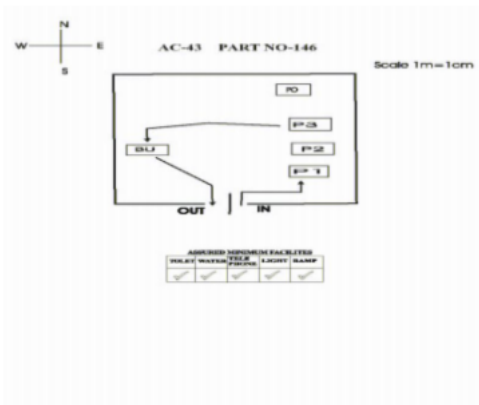 N
W E
S
AC-43 PART NO-146
Scale 1m=1cm
PO
P3
BU
P2
P1
OUT IN
ASSURED MINIMUM FACILITES
TOILET WATER TELE PHONE LIGHT RAMP